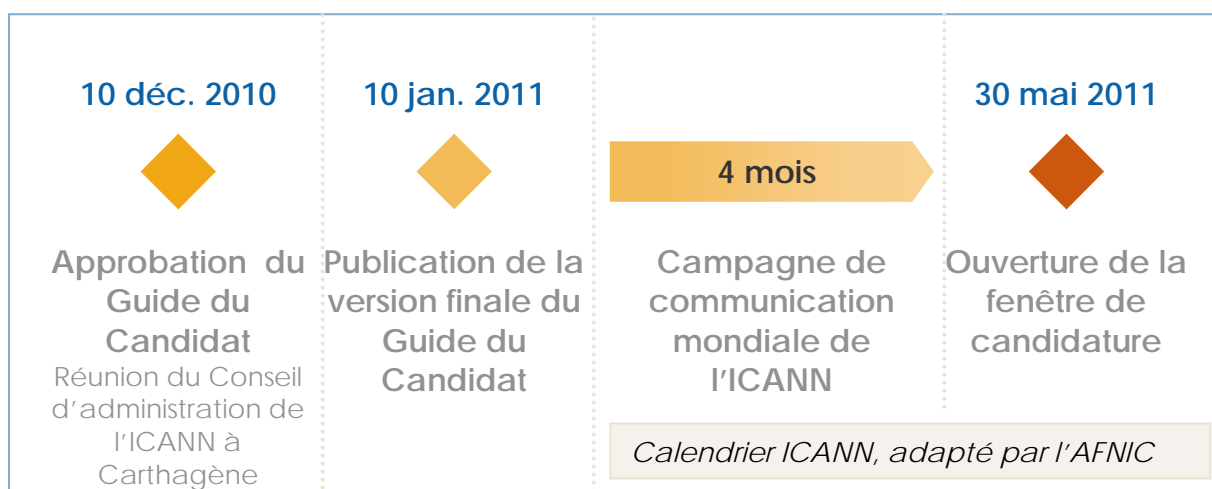 10 déc. 2010
Approbation du
Guide du
Candidat
Réunion du Conseil
d'administration de
l'ICANN à
Carthagène
10 jan. 2011
Publication de la
version finale du
Guide du
Candidat
4 mois
Campagne de
communication
mondiale de
l'ICANN
30 mai 2011
Ouverture de la
fenêtre de
candidature
Calendrier ICANN, adapté par l'AFNIC